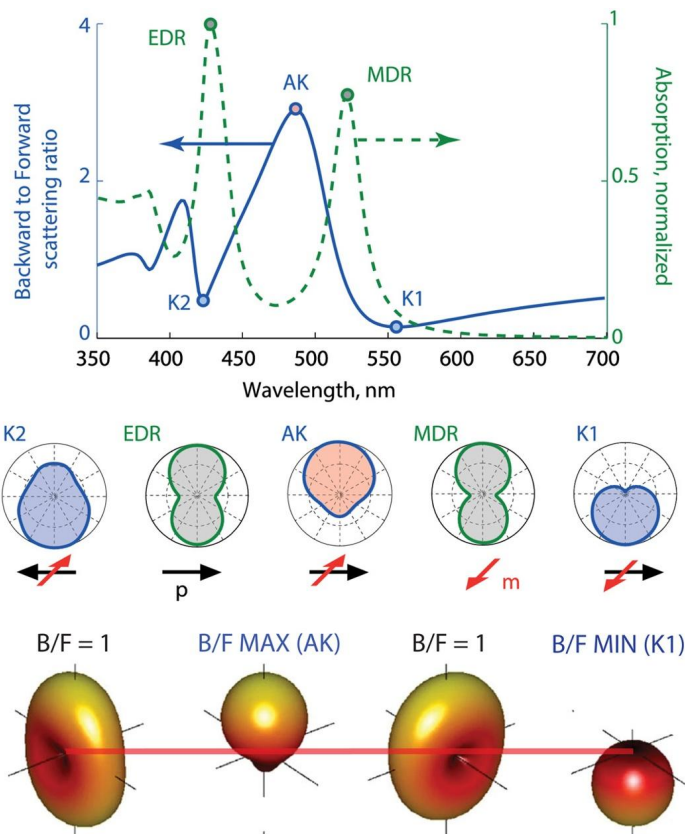 4
2
0
Backward to Forward
scattering ratio
EDR
AK
MDR
K2
K1
1
0.5
0
Absorption, normalized
350 400 450 500 550 600 650 700
Wavelength, nm
K2 EDR AK MDR K1
p m
B/F = 1 B/F MAX (AK) B/F = 1 B/F MIN (K1)